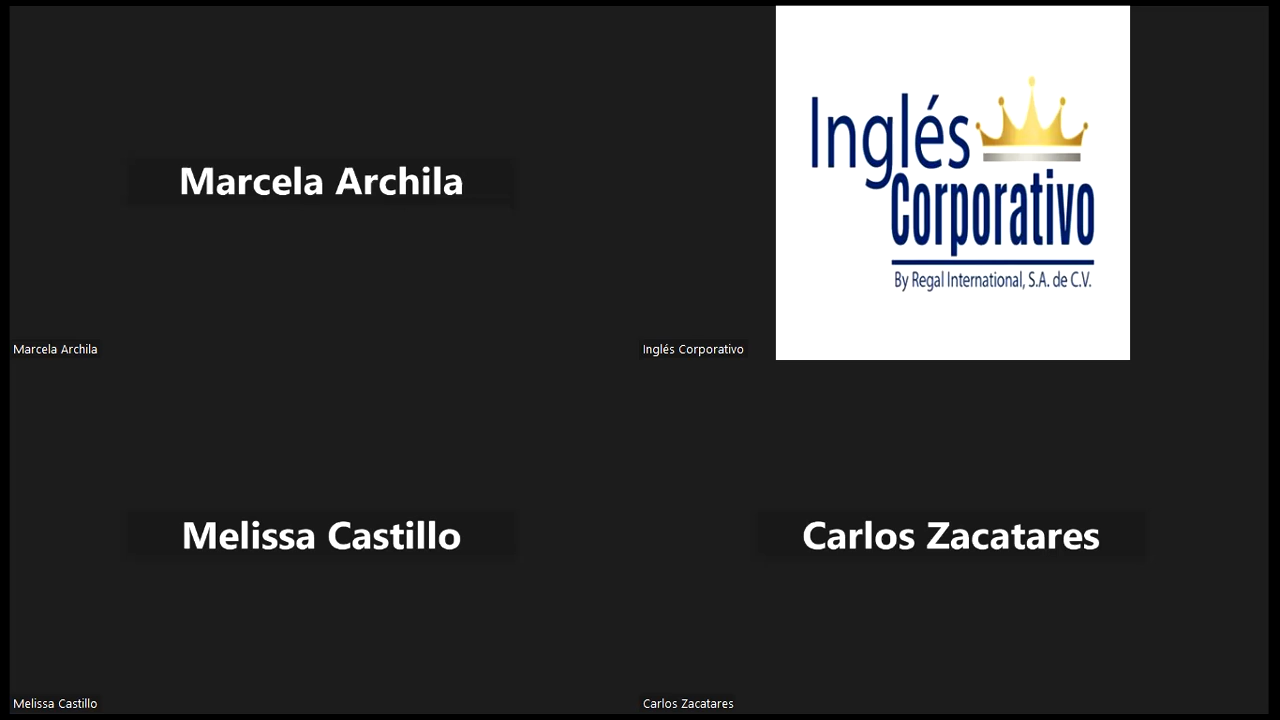 Marcela Archila
Marcela Archila
Inglés
Corporativo
By Regal International, S.A. de C.V.
Inglés Corporativo
Melissa Castillo
Melissa Castillo
Carlos Zacatares
Carlos Zacatares